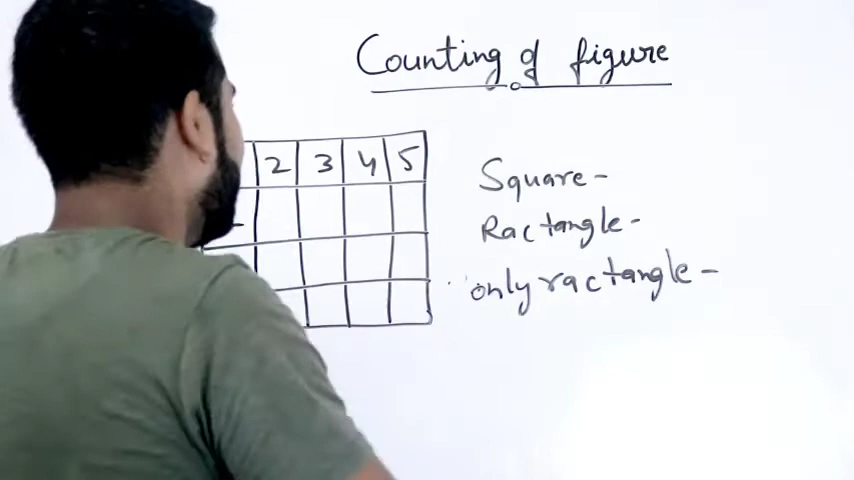 Counting of figure
2 3 4 5
Square-
Ractangle-
only ractangle-